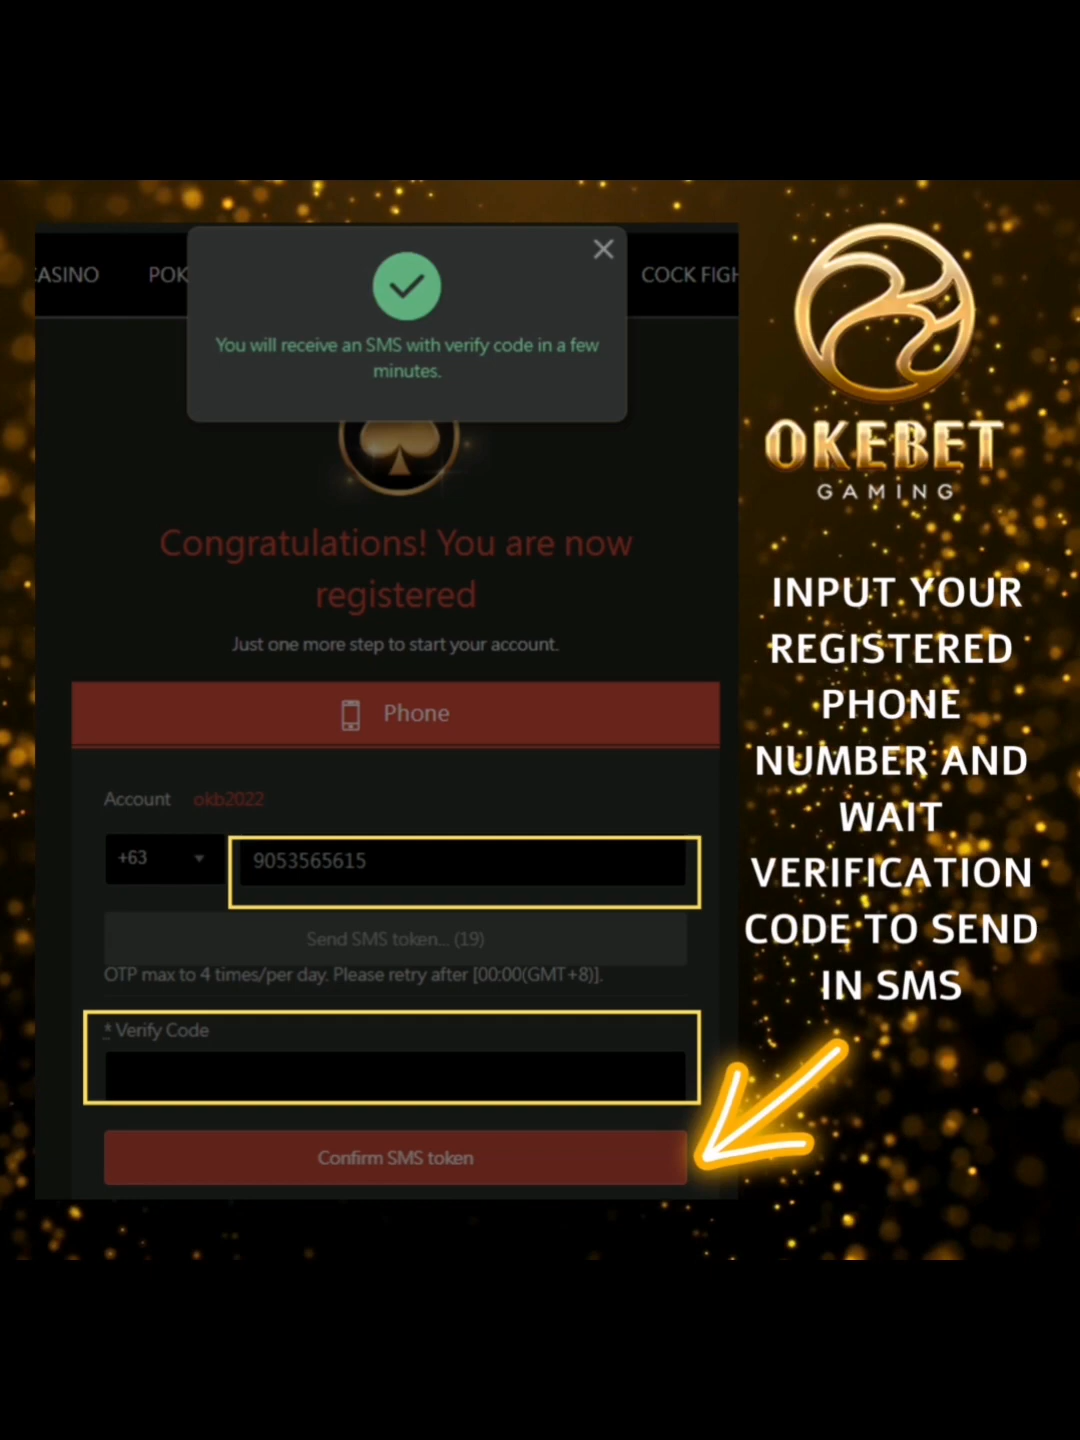 CASINO
COCK FIGH
You will receive an SMS with verify code in a few
minutes.
Congratulations! You are now
registered
Just one more step to start your account.
Phone
Account okb2022
+63 9053565615
Send SMS token... (19)
OTP max to 4 times/per day. Please retry after [00:00(GMT+8)].
* Verify Code
Confirm SMS token
OKEBET
GAMING
INPUT YOUR
REGISTERED
PHONE
NUMBER AND
WAIT
VERIFICATION
CODE TO SEND
IN SMS